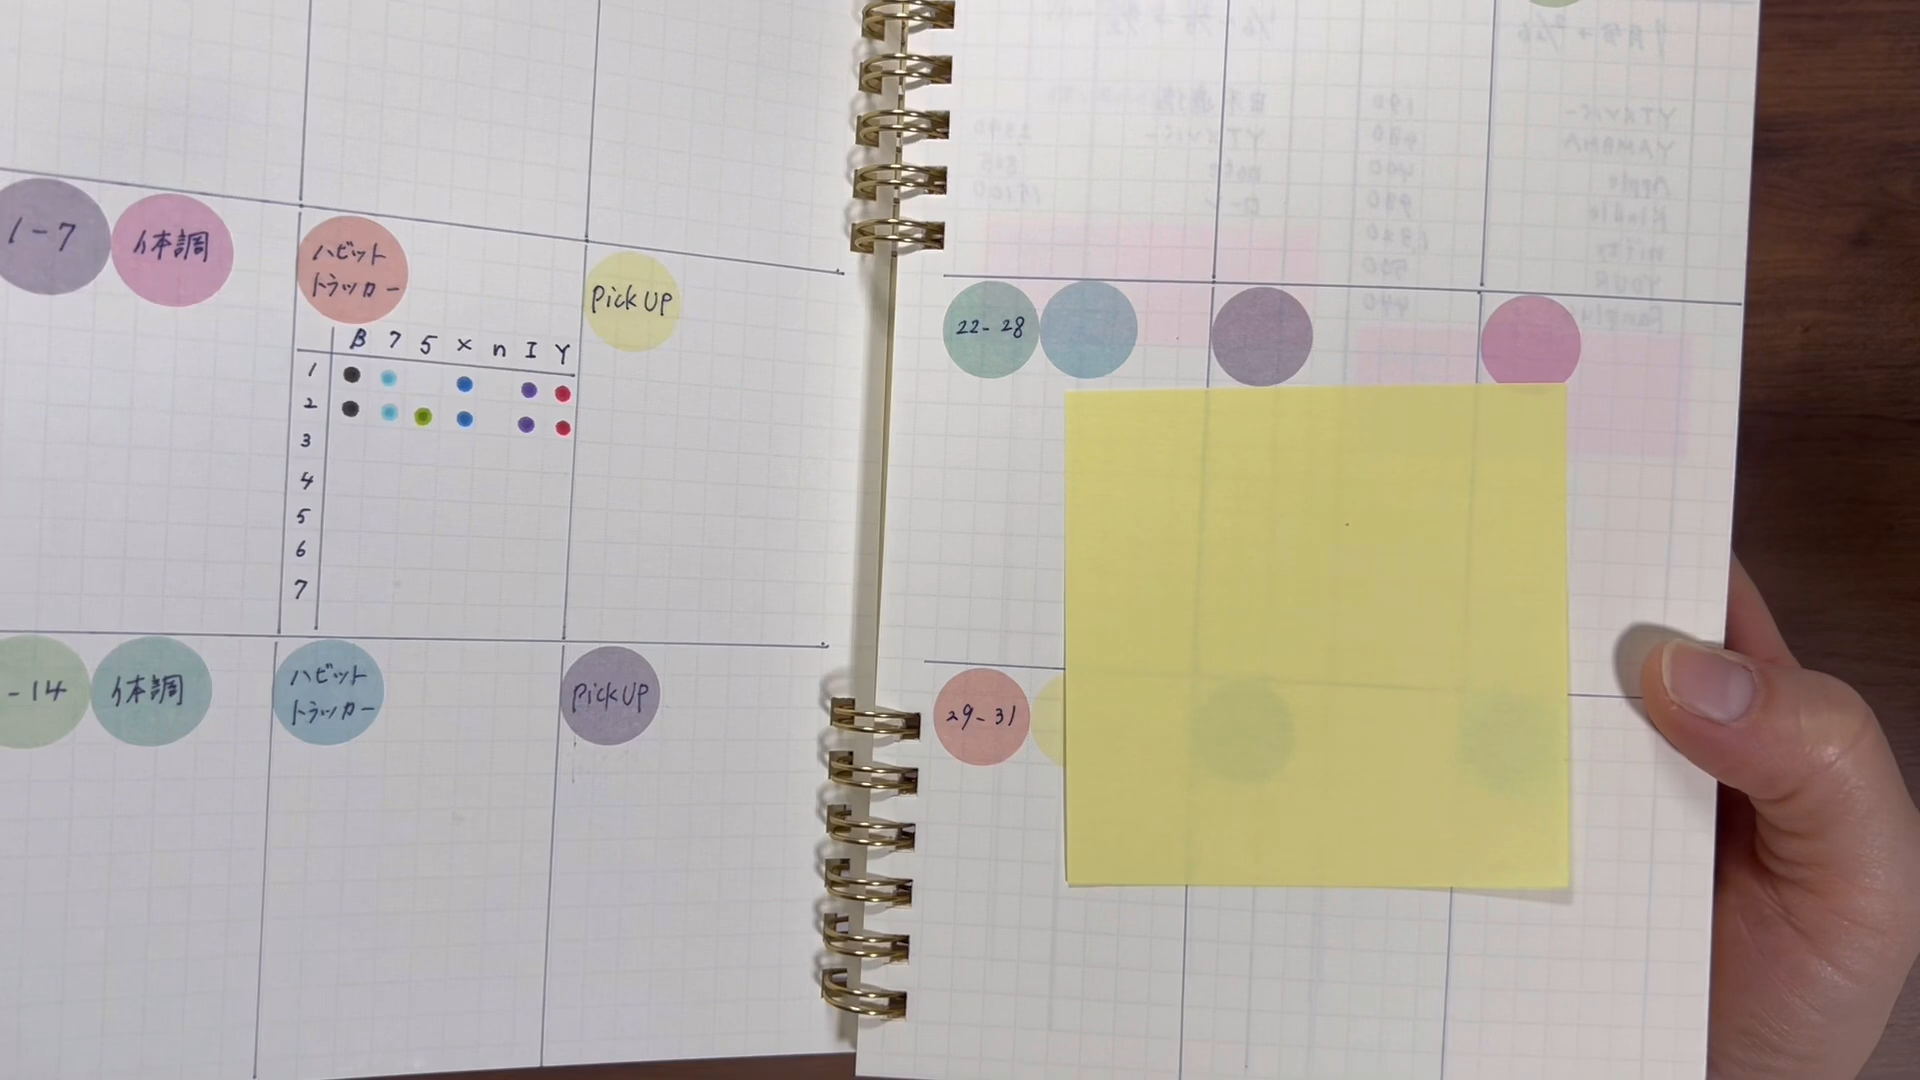 1-7
体調
ハビット
トラッカー
Pick UP
B 7 5 × n I Y
1
2
3
4
5
6
7
-14
体調
ハビット
トラッカー
Pick UP
22-28
29-31